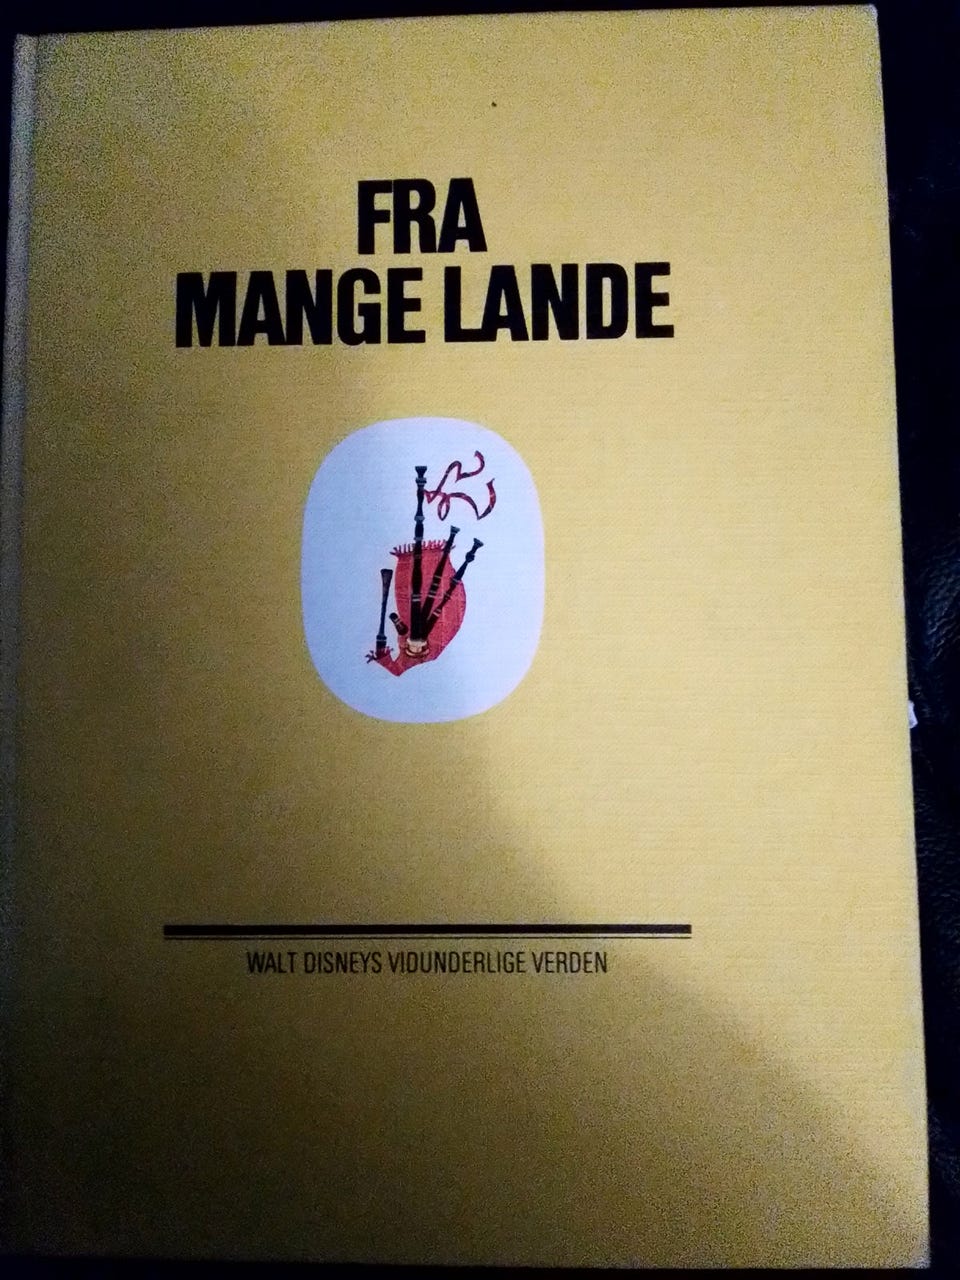 FRA
MANGE LANDE
WALT DISNEYS VIDUNDERLIGE VERDEN